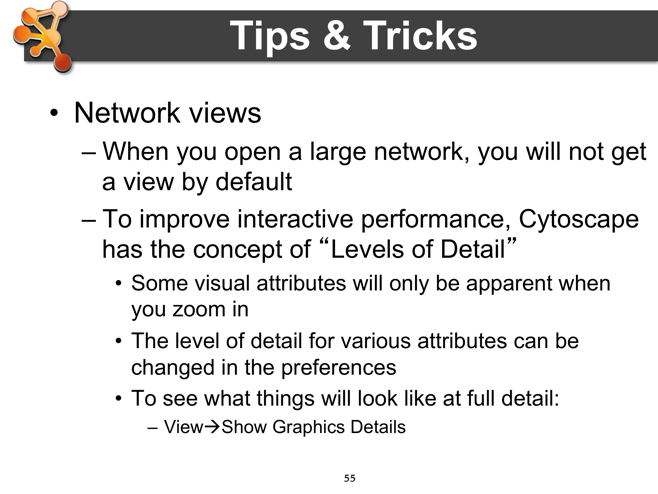 Tips & Tricks
• Network views
– When you open a large network, you will not get
a view by default
– To improve interactive performance, Cytoscape
has the concept of “Levels of Detail”
• Some visual attributes will only be apparent when
you zoom in
• The level of detail for various attributes can be
changed in the preferences
• To see what things will look like at full detail:
– View→Show Graphics Details
55